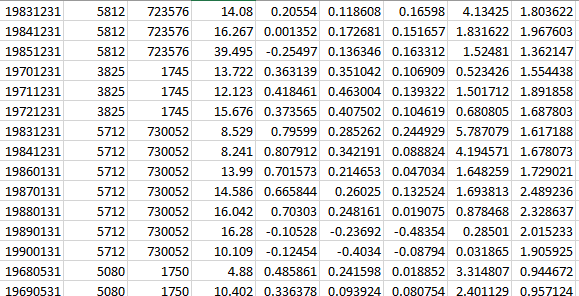 19831231 5812 723576 14.08 0.20554 0.118608 0.16598 4.13425 1.803622
19841231 5812 723576 16.267 0.001352 0.172681 0.151657 1.831622 1.967603
19851231 5812 723576 39.495 -0.25497 0.136346 0.163312 1.52481 1.362147
19701231 3825 1745 13.722 0.363139 0.351042 0.106909 0.523426 1.554438
19711231 3825 1745 12.123 0.418461 0.463004 0.139322 1.501712 1.891858
19721231 3825 1745 15.676 0.373565 0.407502 0.104619 0.680805 1.687803
19831231 5712 730052 8.529 0.79599 0.285262 0.244929 5.787079 1.617188
19841231 5712 730052 8.241 0.807912 0.342191 0.088824 4.194571 1.678073
19860131 5712 730052 13.99 0.701573 0.214653 0.047034 1.648259 1.729021
19870131 5712 730052 14.586 0.665844 0.26025 0.132524 1.693813 2.489236
19880131 5712 730052 16.042 0.70303 0.248161 0.019075 0.878468 2.328637
19890131 5712 730052 16.28 -0.10528 -0.23692 -0.48354 0.28501 2.015233
19900131 5712 730052 10.109 -0.12454 -0.4034 -0.08794 0.031865 1.905925
19680531 5080 1750 4.88 0.485861 0.241598 0.018852 3.314807 0.944672
19690531 5080 1750 10.402 0.336378 0.093924 0.080754 2.401129 0.957124